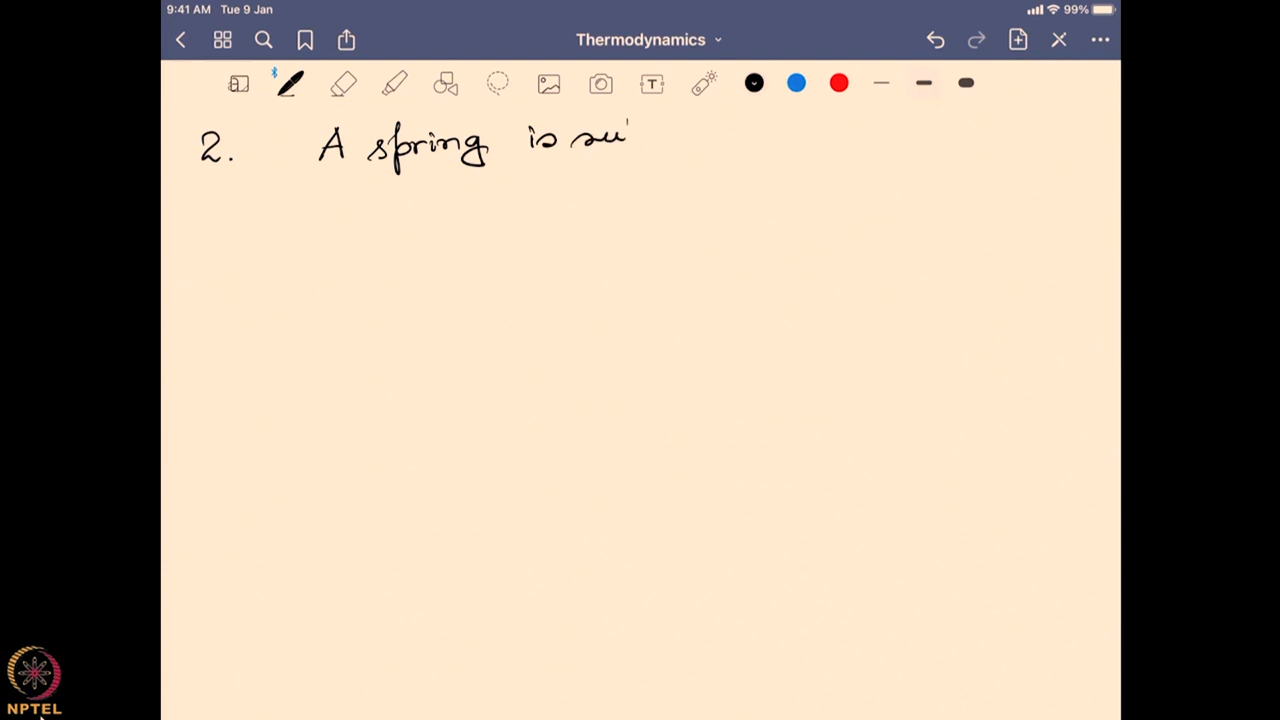 9:41 AM Tue 9 Jan 99%
Thermodynamics
T
2. A spring is
NPTEL